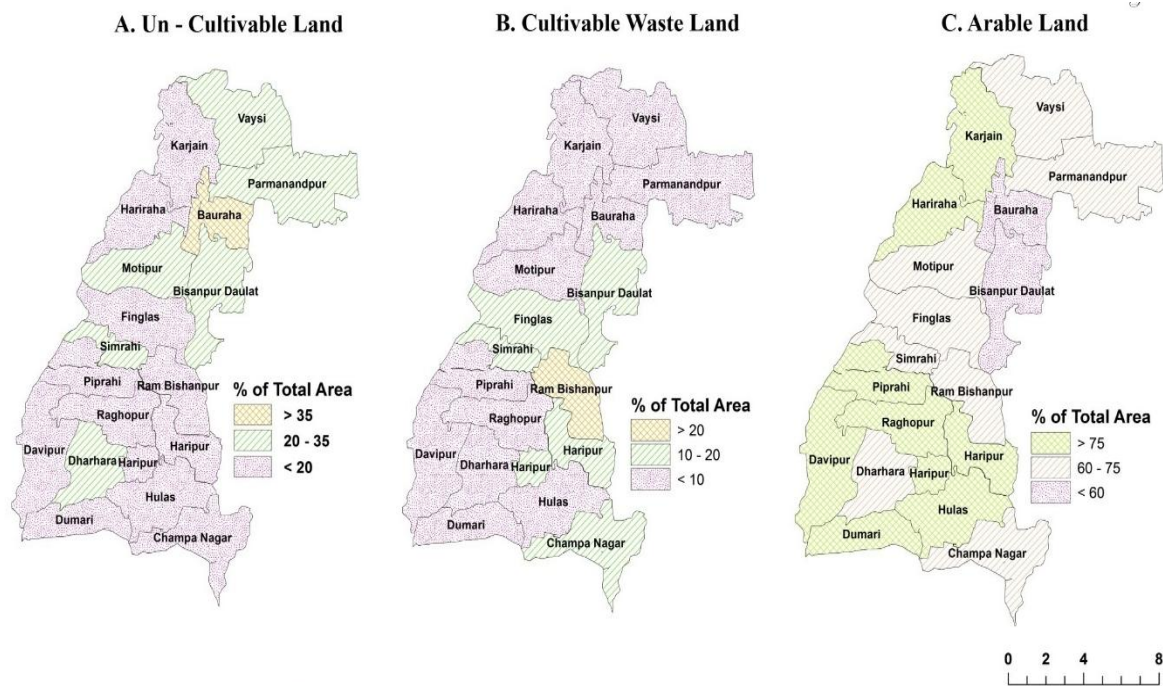 A. Un - Cultivable Land
Vaysi
Karjain
Parmanandpur
Hariraha
Bauraha
Motipur
Bisanpur Daulat
Finglas
Simrahi
Piprahi
Ram Bishanpur
Raghopur
Davipur
Haripur
Dharhara
Haripur
Hulas
Dumari
Champa Nagar
% of Total Area
> 35
20 - 35
< 20
B. Cultivable Waste Land
Vaysi
Karjain
Parmanandpur
Hariraha
Bauraha
Motipur
Bisanpur Daulat
Finglas
Simrahi
Piprahi
Ram Bishanpur
Raghopur
Davipur
Haripur
Dharhara
Haripur
Hulas
Dumari
Champa Nagar
% of Total Area
> 20
10 - 20
< 10
C. Arable Land
Vaysi
Karjain
Parmanandpur
Hariraha
Bauraha
Motipur
Bisanpur Daulat
Finglas
Simrahi
Piprahi
Ram Bishanpur
Raghopur
Davipur
Haripur
Dharhara
Haripur
Hulas
Dumari
Champa Nagar
% of Total Area
> 75
60 - 75
< 60
0 2 4 8